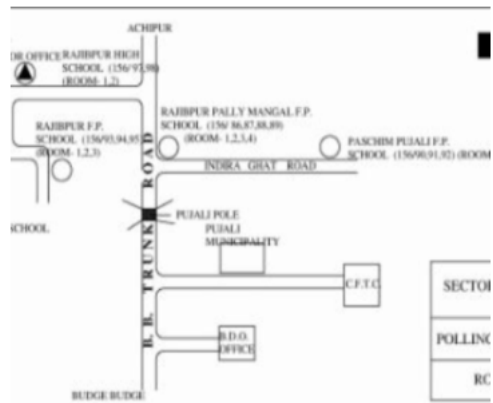 ACHIPUR
OR OFFICE
RAJIBPUR HIGH
SCHOOL (156/97,98)
(ROOM- 1,2)
RAJIBPUR PALLY MANGAL F.P.
SCHOOL (156/ 86,87,88,89)
(ROOM- 1,2,3,4)
RAJIBPUR F.P.
SCHOOL (156/93,94,95)
(ROOM- 1,2,3)
PASCHIM PUJALI F.P.
SCHOOL (156/90,91,92) (ROOM
INDIRA GHAT ROAD
B. B. TRUNK ROAD
CHOOL
PUJALI POLE
PUJALI
MUNICIPALITY
C.F.T.C.
SECTOR
B.D.O.
OFFICE
POLLING
RO
BUDGE BUDGE